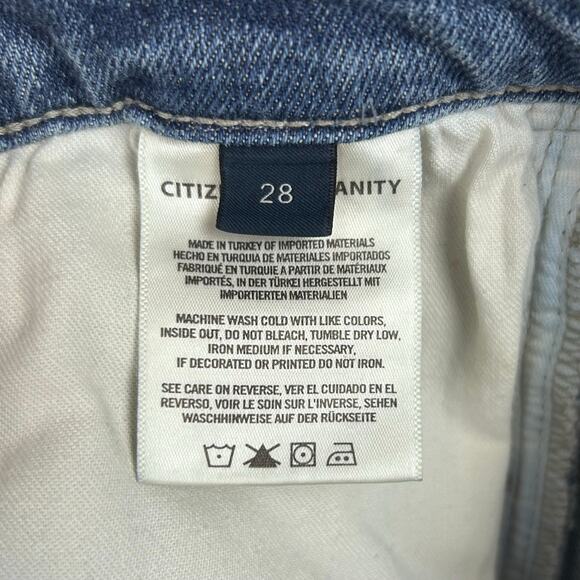 CITIZ ANITY
28
MADE IN TURKEY OF IMPORTED MATERIALS
HECHO EN TURQUIA DE MATERIALES IMPORTADOS
FABRIQUÉ EN TURQUIE A PARTIR DE MATÉRIAUX
IMPORTÉS, IN DER TÜRKEI HERGESTELLT MIT
IMPORTIERTEN MATERIALIEN
MACHINE WASH COLD WITH LIKE COLORS,
INSIDE OUT, DO NOT BLEACH, TUMBLE DRY LOW,
IRON MEDIUM IF NECESSARY,
IF DECORATED OR PRINTED DO NOT IRON.
SEE CARE ON REVERSE, VER EL CUIDADO EN EL
REVERSO, VOIR LE SOIN SUR L'INVERSE, SEHEN
WASCHHINWEISE AUF DER RÜCKSEITE